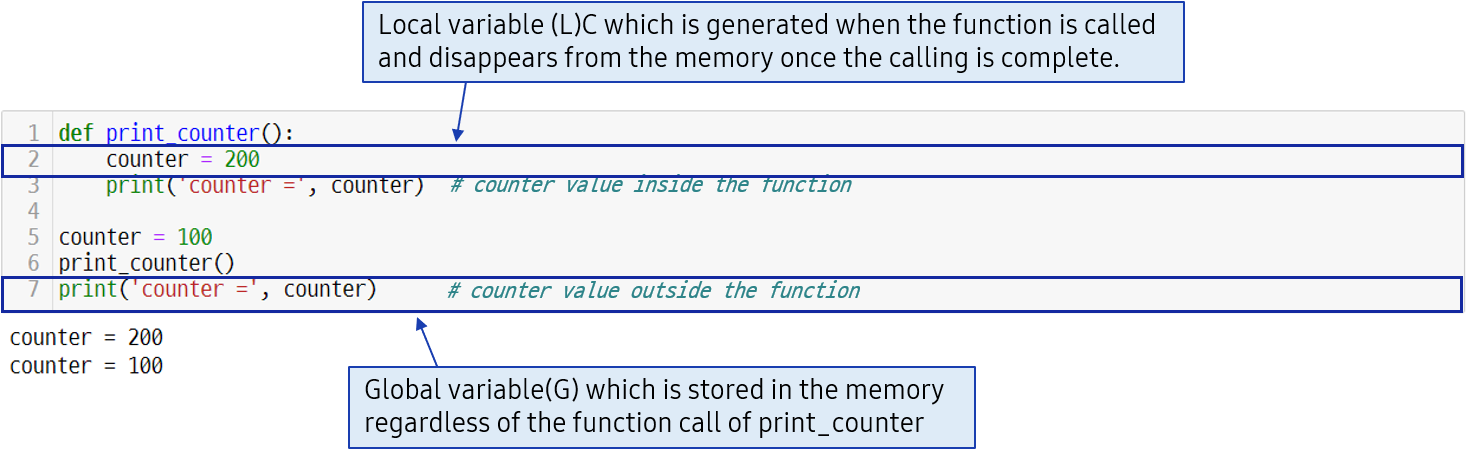 Local variable (L)C which is generated when the function is called
and disappears from the memory once the calling is complete.
1 def print_counter():
2     counter = 200
3     print('counter =', counter)  # counter value inside the function
4
5 counter = 100
6 print_counter()
7 print('counter =', counter)      # counter value outside the function
counter = 200
counter = 100
Global variable(G) which is stored in the memory
regardless of the function call of print_counter